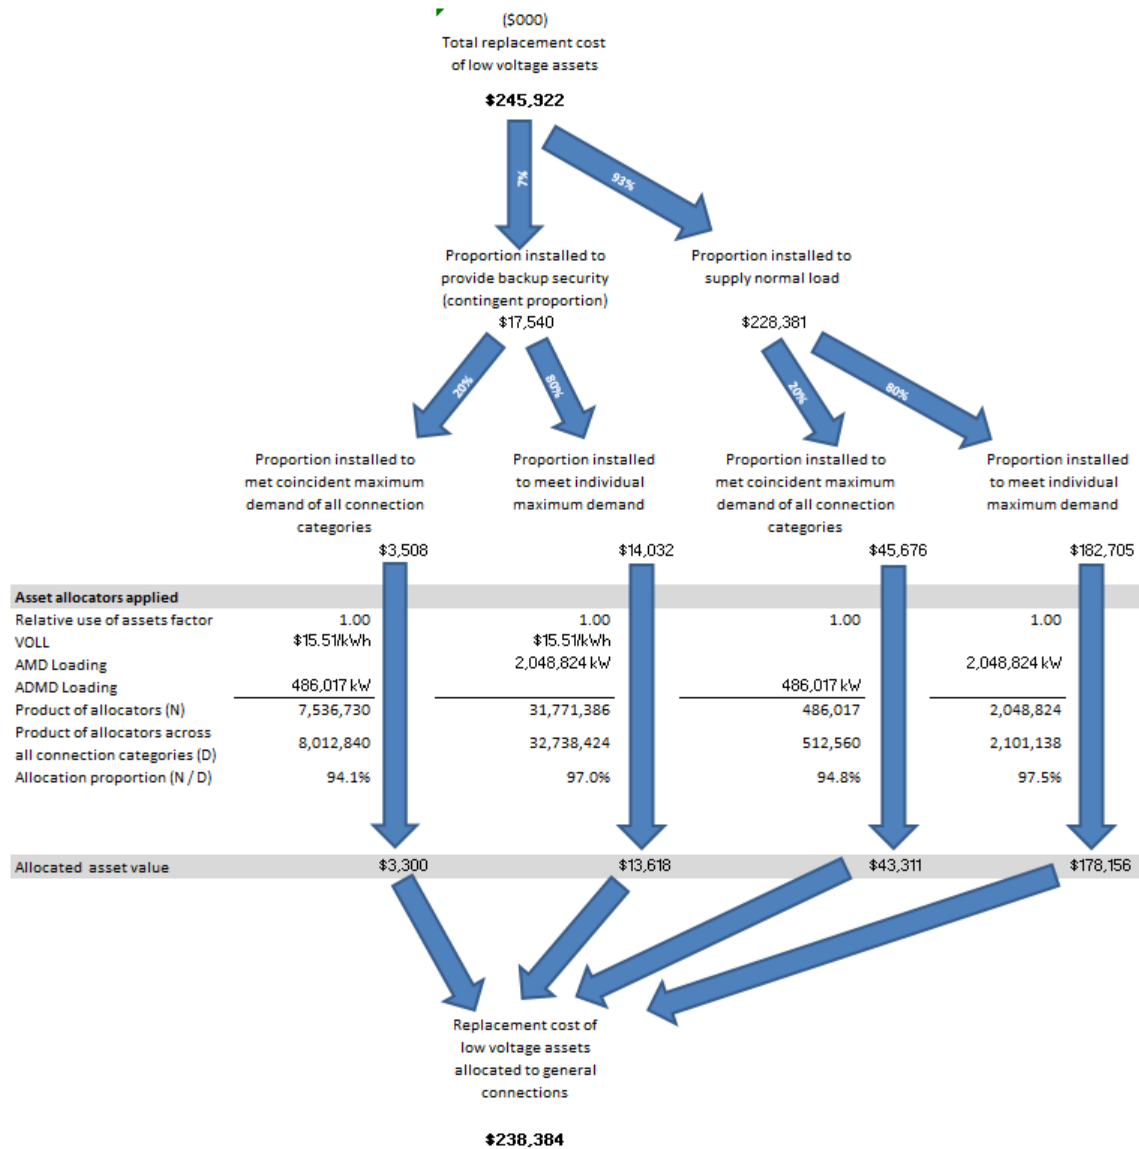 ($000)
Total replacement cost
of low voltage assets
$245,922
7%
93%
Proportion installed to
provide backup security
(contingent proportion)
$17,540
Proportion installed to
supply normal load
$228,381
20%
80%
20%
80%
Proportion installed to
met coincident maximum
demand of all connection
categories
$3,508
Proportion installed
to meet individual
maximum demand
$14,032
Proportion installed to
met coincident maximum
demand of all connection
categories
$45,676
Proportion installed
to meet individual
maximum demand
$182,705
Asset allocators applied
Relative use of assets factor 1.00 1.00 1.00 1.00
VOLL $15.51/kWh $15.51/kWh
AMD Loading 2,048,824 kW 2,048,824 kW
ADMD Loading 486,017 kW 486,017 kW
Product of allocators (N) 7,536,730 31,771,386 486,017 2,048,824
Product of allocators across
all connection categories (D) 8,012,840 32,738,424 512,560 2,101,138
Allocation proportion (N / D) 94.1% 97.0% 94.8% 97.5%
Allocated asset value $3,300 $13,618 $43,311 $178,156
Replacement cost of
low voltage assets
allocated to general
connections
$238,384